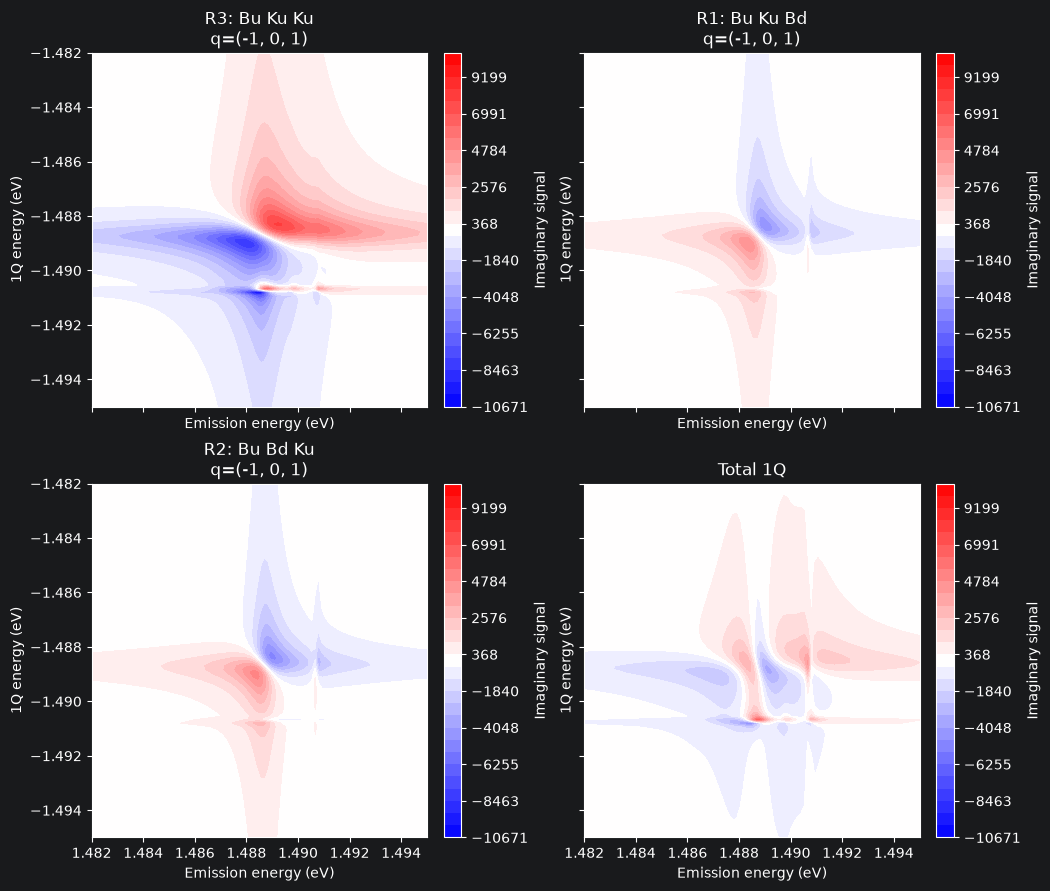 R3: Bu Ku Ku
q=(-1, 0, 1)
−1.482
−1.484
−1.486
−1.488
−1.490
−1.492
−1.494
1Q energy (eV)
Emission energy (eV)
9199
6991
4784
2576
368
−1840
−4048
−6255
−8463
−10671
Imaginary signal
R1: Bu Ku Bd
q=(-1, 0, 1)
1Q energy (eV)
Emission energy (eV)
9199
6991
4784
2576
368
−1840
−4048
−6255
−8463
−10671
Imaginary signal
R2: Bu Bd Ku
q=(-1, 0, 1)
−1.482
−1.484
−1.486
−1.488
−1.490
−1.492
−1.494
1Q energy (eV)
1.482 1.484 1.486 1.488 1.490 1.492 1.494
Emission energy (eV)
9199
6991
4784
2576
368
−1840
−4048
−6255
−8463
−10671
Imaginary signal
Total 1Q
1Q energy (eV)
1.482 1.484 1.486 1.488 1.490 1.492 1.494
Emission energy (eV)
9199
6991
4784
2576
368
−1840
−4048
−6255
−8463
−10671
Imaginary signal